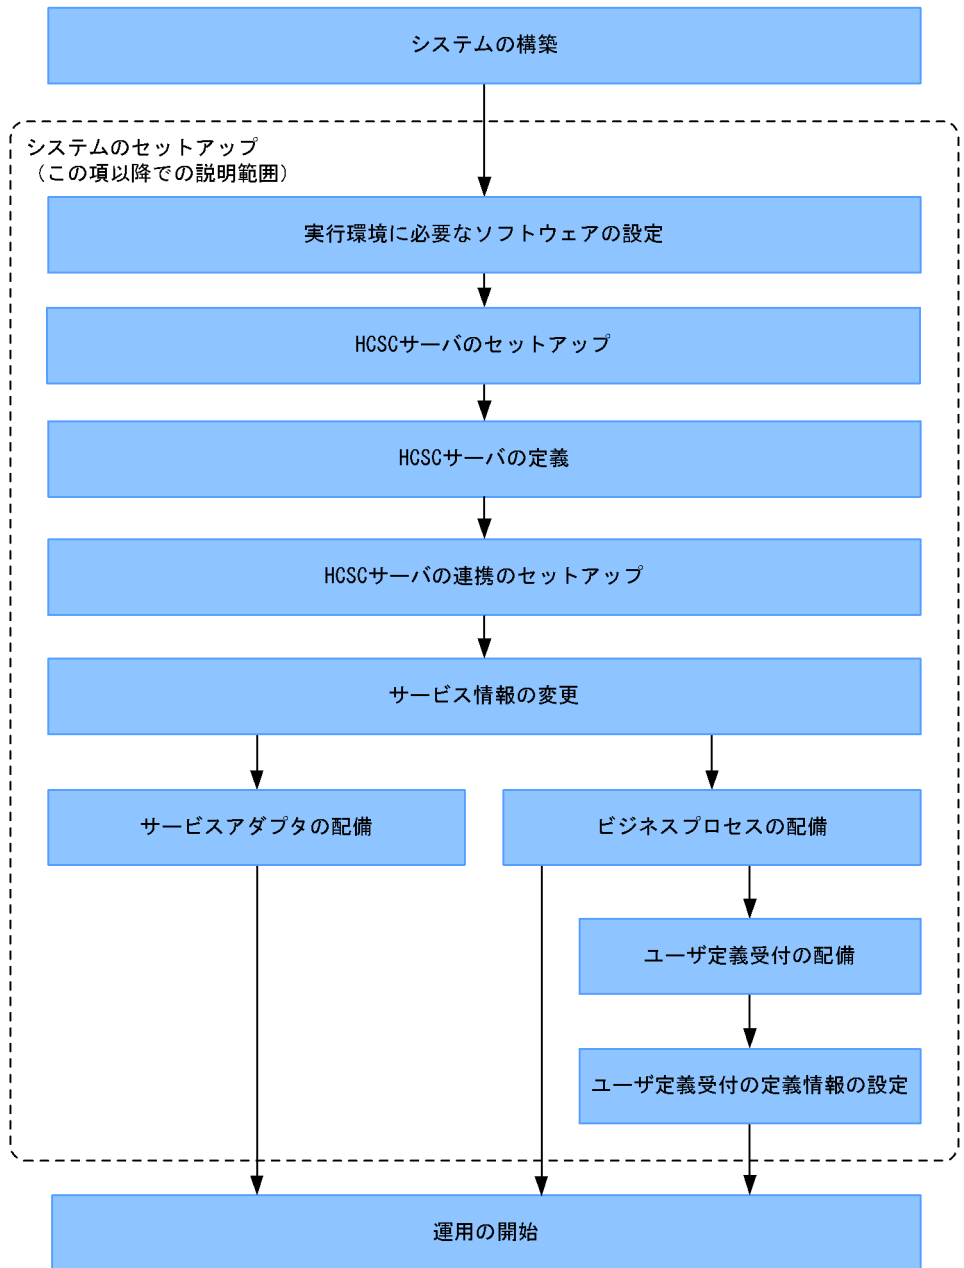 システムの構築
システムのセットアップ
（この項以降での説明範囲）
実行環境に必要なソフトウェアの設定
HCSCサーバのセットアップ
HCSCサーバの定義
HCSCサーバの連携のセットアップ
サービス情報の変更
サービスアダプタの配備
ビジネスプロセスの配備
ユーザ定義受付の配備
ユーザ定義受付の定義情報の設定
運用の開始